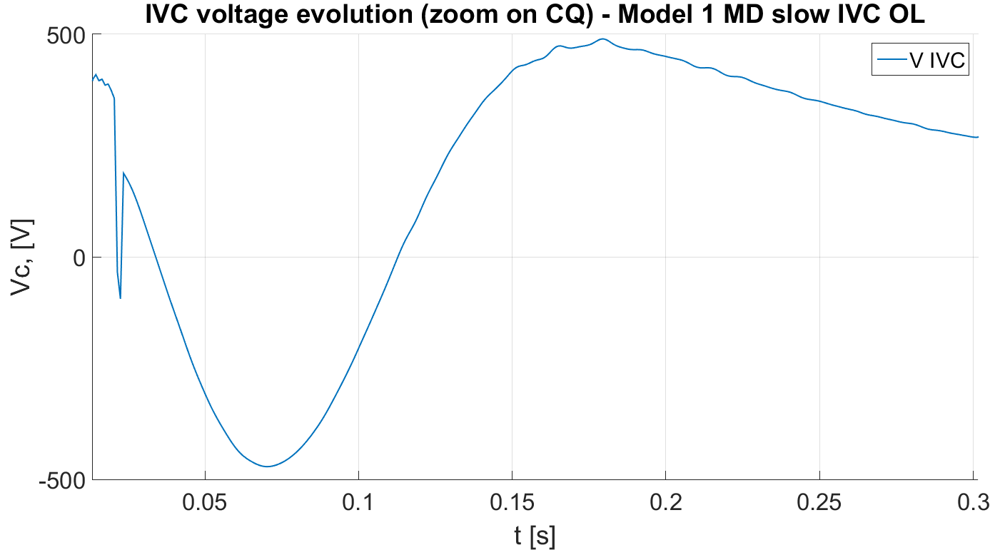 IVC voltage evolution (zoom on CQ) - Model 1 MD slow IVC OL
500
V IVC
0
Vc, [V]
-500
0.05 0.1 0.15 0.2 0.25 0.3
t [s]